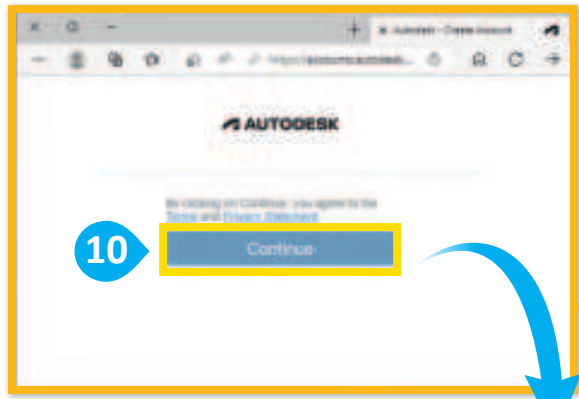 Autodesk - Create Account
AUTODESK
By clicking on Continue, you agree to the
Terms and Privacy Statement
10
Continue